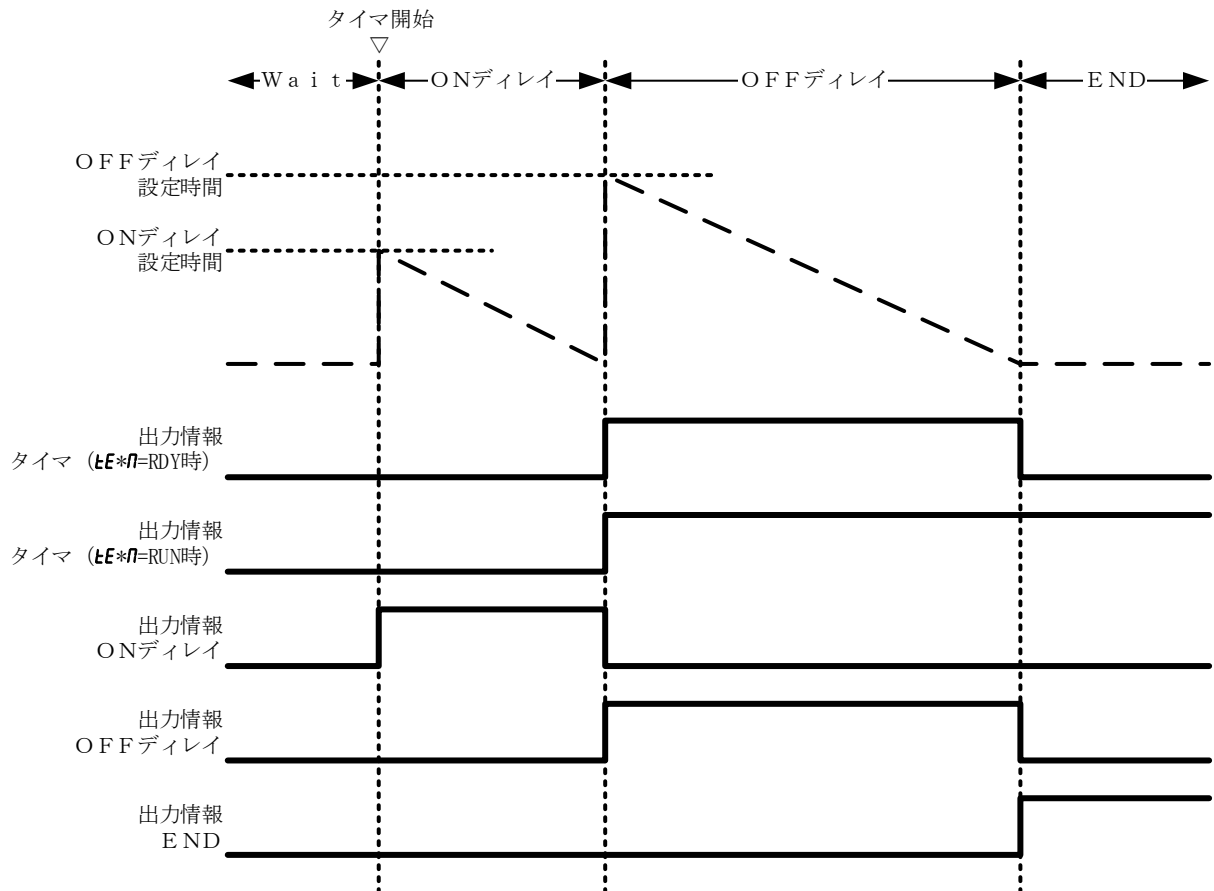 タイマ開始
▽
Wait
ONディレイ
OFFディレイ
END
OFFディレイ
設定時間
ONディレイ
設定時間
出力情報
タイマ（tE*n=RDY時）
出力情報
タイマ（tE*n=RUN時）
出力情報
ONディレイ
出力情報
OFFディレイ
出力情報
END